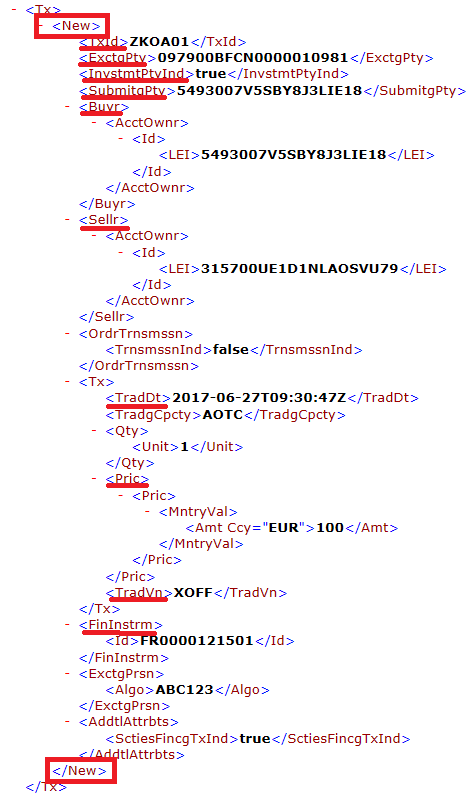 - <Tx>
- <New>
<TxId>ZKOA01</TxId>
<ExctgPty>097900BFCN0000010981</ExctgPty>
<InvstmtPtyInd>true</InvstmtPtyInd>
<SubmitgPty>5493007V5SBY8J3LIE18</SubmitgPty>
- <Buyr>
- <AcctOwnr>
- <Id>
<LEI>5493007V5SBY8J3LIE18</LEI>
</Id>
</AcctOwnr>
</Buyr>
- <Sellr>
- <AcctOwnr>
- <Id>
<LEI>315700UE1D1NLAOSVU79</LEI>
</Id>
</AcctOwnr>
</Sellr>
- <OrdrTrnsmssn>
<TrnsmssnInd>false</TrnsmssnInd>
</OrdrTrnsmssn>
- <Tx>
<TradDt>2017-06-27T09:30:47Z</TradDt>
<TradgCpcty>AOTC</TradgCpcty>
- <Qty>
<Unit>1</Unit>
</Qty>
- <Pric>
- <Pric>
- <MntryVal>
<Amt Ccy="EUR">100</Amt>
</MntryVal>
</Pric>
</Pric>
<TradVn>XOFF</TradVn>
</Tx>
- <FinInstrm>
<Id>FR0000121501</Id>
</FinInstrm>
- <ExctgPrsn>
<Algo>ABC123</Algo>
</ExctgPrsn>
- <AddtlAttrbts>
<SctiesFincgTxInd>true</SctiesFincgTxInd>
</AddtlAttrbts>
</New>
</Tx>